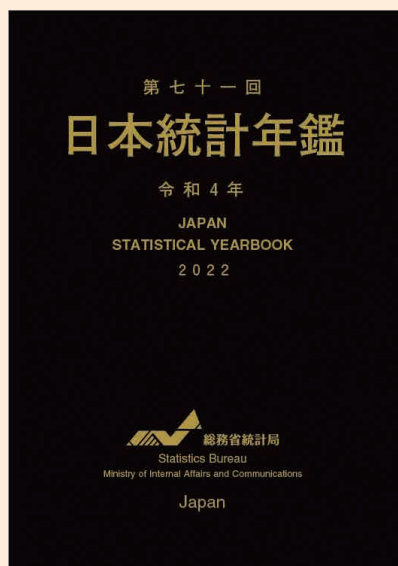 第七十一回
日本統計年鑑
令和4年
JAPAN
STATISTICAL YEARBOOK
2022
総務省統計局
Statistics Bureau
Ministry of Internal Affairs and Communications
Japan